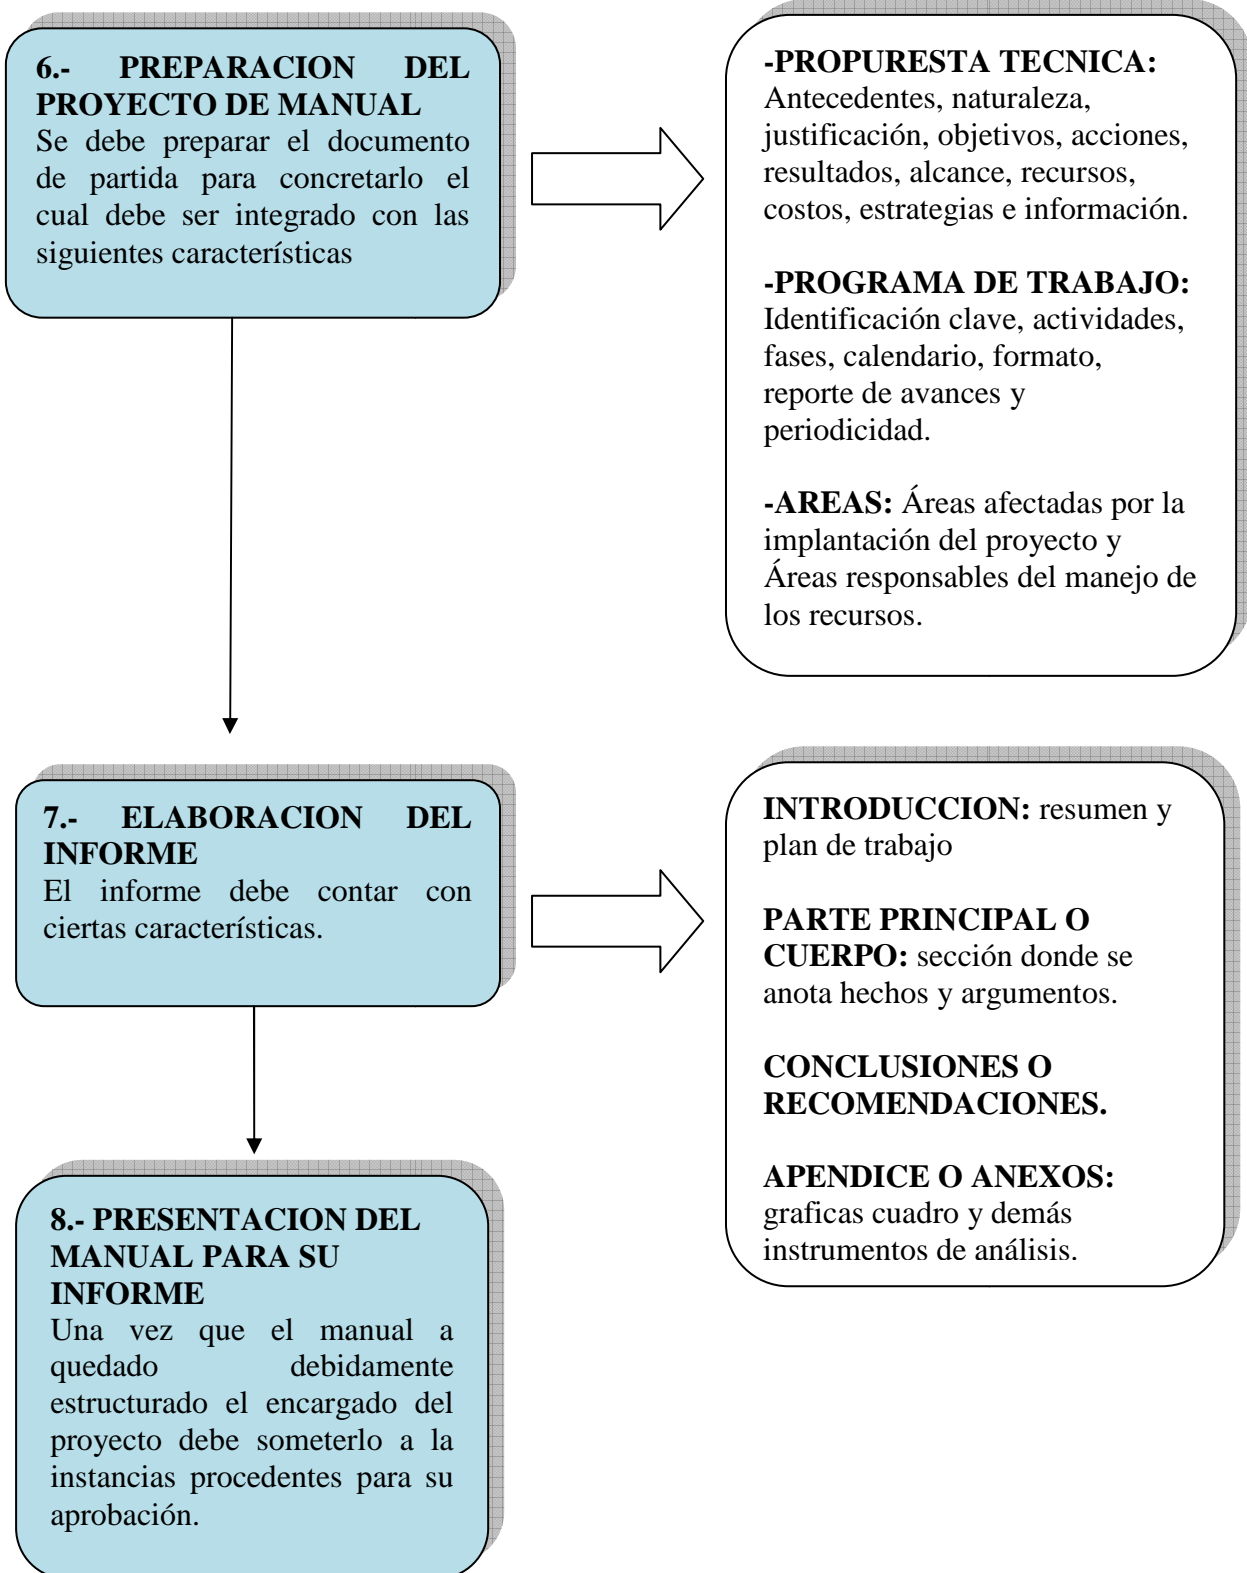 6.- PREPARACION DEL
PROYECTO DE MANUAL
Se debe preparar el documento
de partida para concretarlo el
cual debe ser integrado con las
siguientes características
-PROPURESTA TECNICA:
Antecedentes, naturaleza,
justificación, objetivos, acciones,
resultados, alcance, recursos,
costos, estrategias e información.
-PROGRAMA DE TRABAJO:
Identificación clave, actividades,
fases, calendario, formato,
reporte de avances y
periodicidad.
-AREAS: Áreas afectadas por la
implantación del proyecto y
Áreas responsables del manejo de
los recursos.
7.- ELABORACION DEL
INFORME
El informe debe contar con
ciertas características.
INTRODUCCION: resumen y
plan de trabajo
PARTE PRINCIPAL O
CUERPO: sección donde se
anota hechos y argumentos.
CONCLUSIONES O
RECOMENDACIONES.
APENDICE O ANEXOS:
graficas cuadro y demás
instrumentos de análisis.
8.- PRESENTACION DEL
MANUAL PARA SU
INFORME
Una vez que el manual a
quedado debidamente
estructurado el encargado del
proyecto debe someterlo a la
instancias procedentes para su
aprobación.